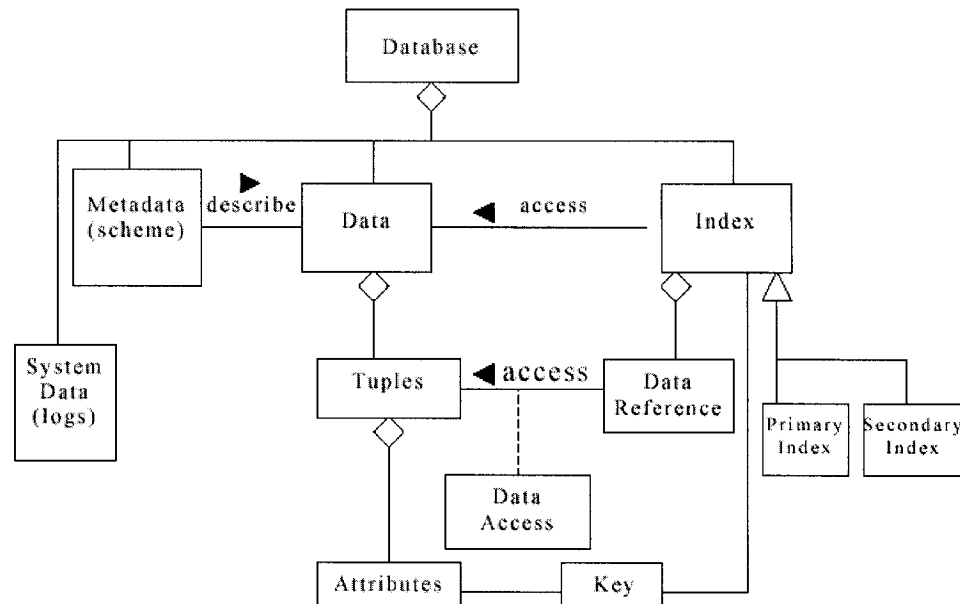 Database
Metadata
(scheme)
describe
Data
access
Index
System
Data
(logs)
Tuples
access
Data
Reference
Primary
Index
Secondary
Index
Data
Access
Attributes
Key